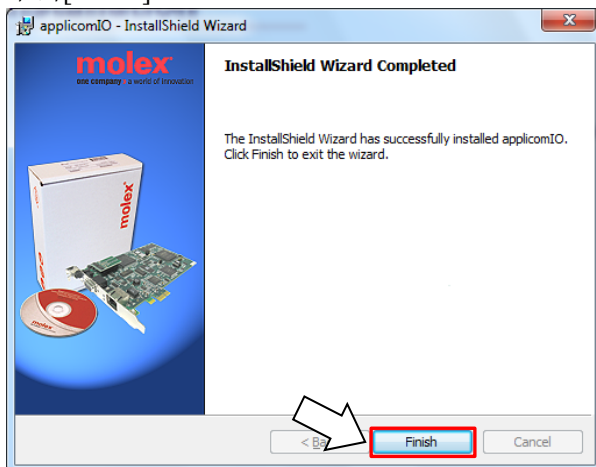 applicomIO - InstallShield Wizard
molex
one company a world of innovation
InstallShield Wizard Completed
The InstallShield Wizard has successfully installed applicomIO.
Click Finish to exit the wizard.
molex
molex
Finish
Cancel